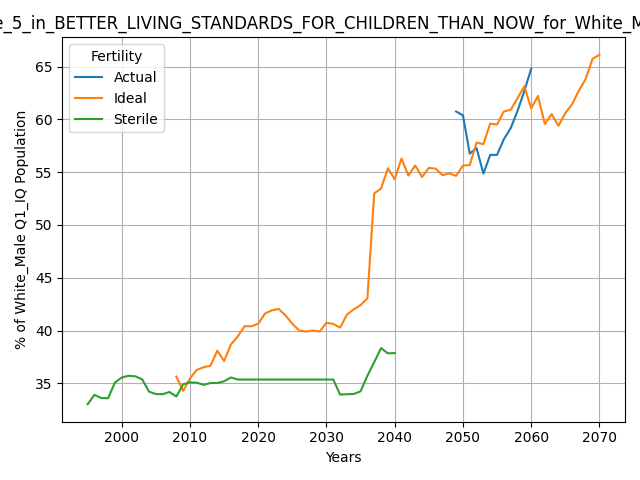 e_5_in_BETTER_LIVING_STANDARDS_FOR_CHILDREN_THAN_NOW_for_White_M
Fertility
Actual
Ideal
Sterile
% of White_Male Q1_IQ Population
65
60
55
50
45
40
35
2000 2010 2020 2030 2040 2050 2060 2070
Years